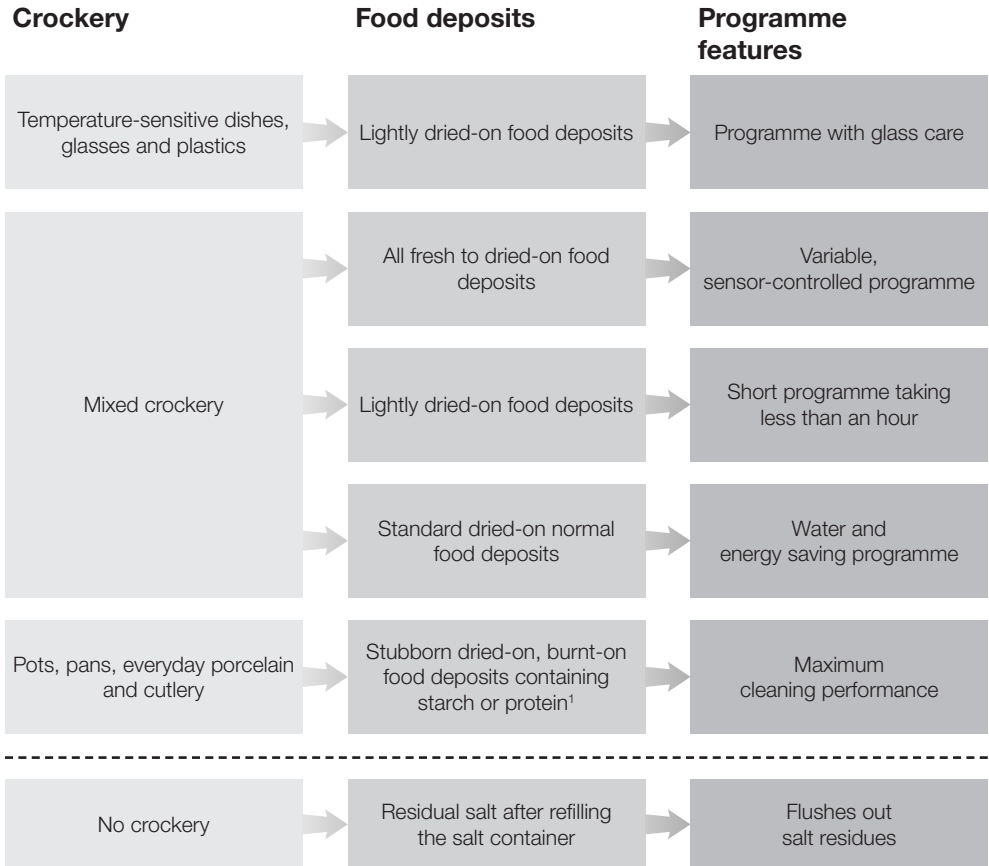 Crockery
Food deposits
Programme
features
Temperature-sensitive dishes,
glasses and plastics
Lightly dried-on food deposits
Programme with glass care
Mixed crockery
All fresh to dried-on food
deposits
Variable,
sensor-controlled programme
Lightly dried-on food deposits
Short programme taking
less than an hour
Standard dried-on normal
food deposits
Water and
energy saving programme
Pots, pans, everyday porcelain
and cutlery
Stubborn dried-on, burnt-on
food deposits containing
starch or protein¹
Maximum
cleaning performance
No crockery
Residual salt after refilling
the salt container
Flushes out
salt residues